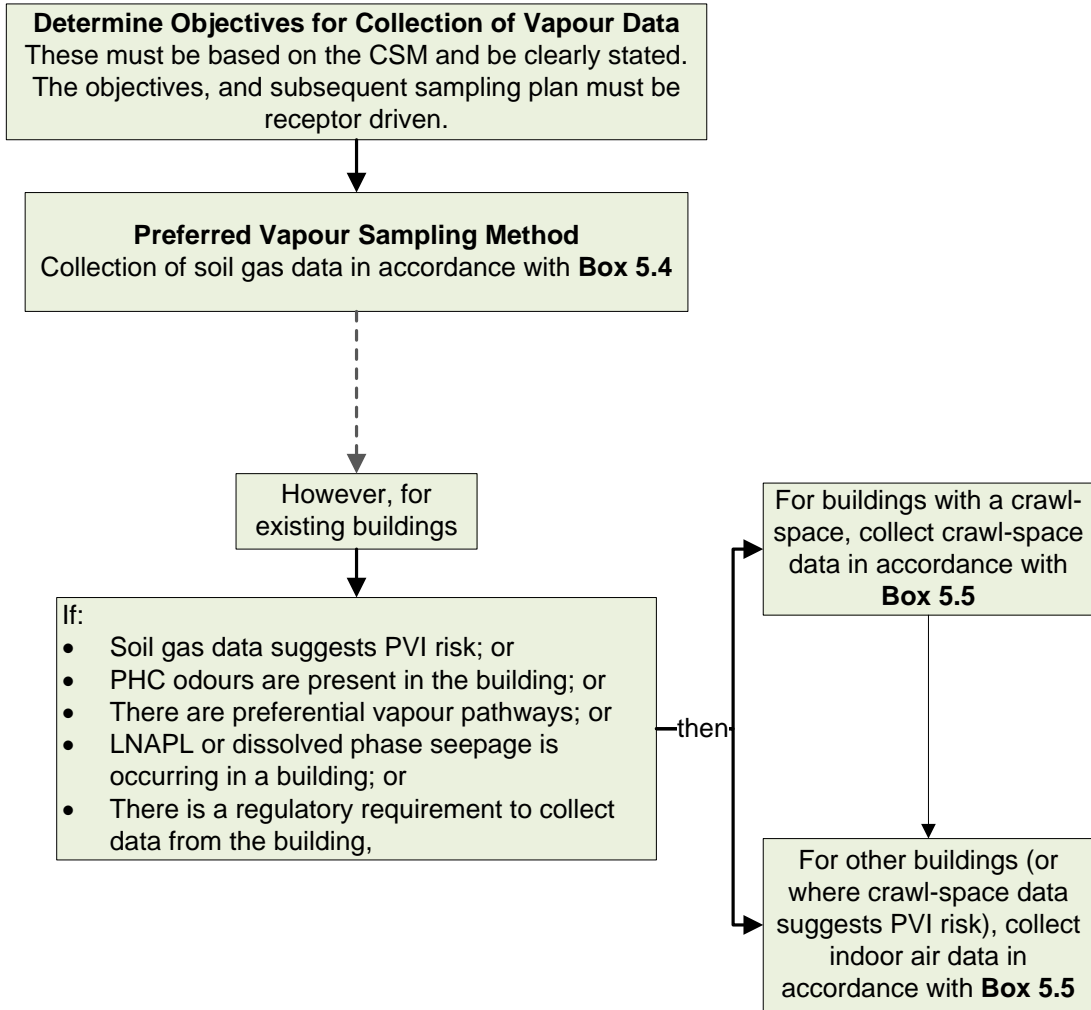 Determine Objectives for Collection of Vapour Data
These must be based on the CSM and be clearly stated.
The objectives, and subsequent sampling plan must be
receptor driven.
Preferred Vapour Sampling Method
Collection of soil gas data in accordance with Box 5.4
However, for
existing buildings
If:
• Soil gas data suggests PVI risk; or
• PHC odours are present in the building; or
• There are preferential vapour pathways; or
• LNAPL or dissolved phase seepage is
occurring in a building; or
• There is a regulatory requirement to collect
data from the building,
then
For buildings with a crawl-
space, collect crawl-space
data in accordance with
Box 5.5
For other buildings (or
where crawl-space data
suggests PVI risk), collect
indoor air data in
accordance with Box 5.5